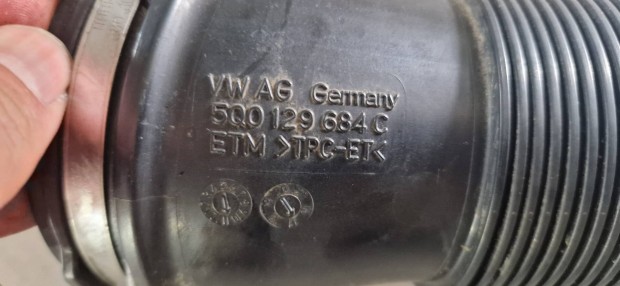 VW AG Germany
5Q0 129 684 C
ETM >TPC-ET<